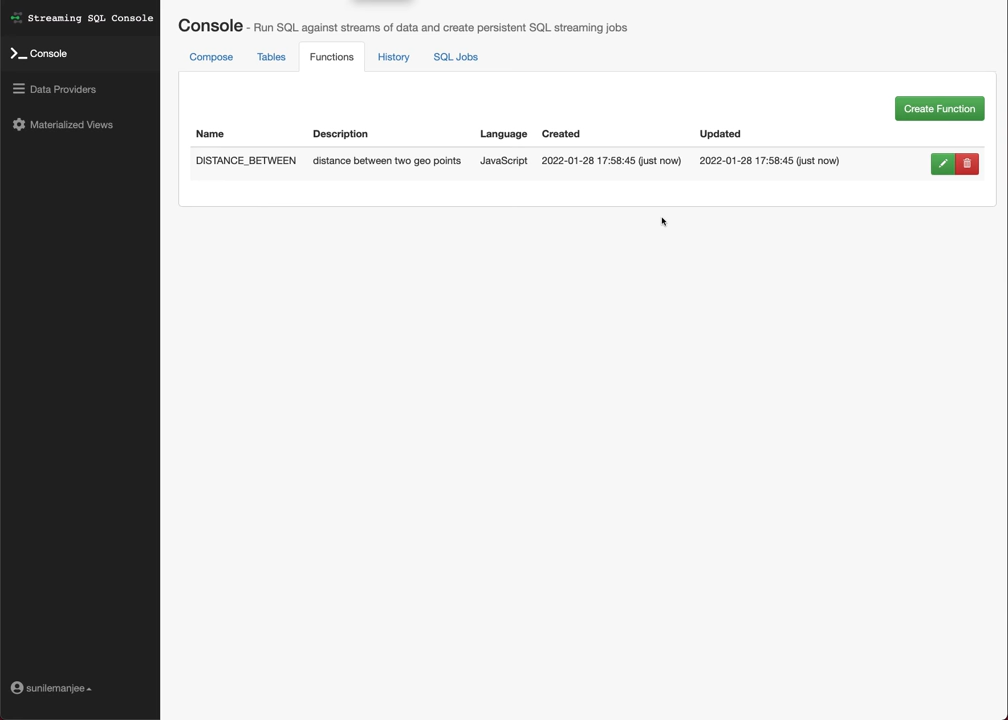 Streaming SQL Console
Console
Data Providers
Materialized Views
sunilemanjee
Console - Run SQL against streams of data and create persistent SQL streaming jobs
Compose Tables Functions History SQL Jobs
Create Function
Name Description Language Created Updated
DISTANCE_BETWEEN distance between two geo points JavaScript 2022-01-28 17:58:45 (just now) 2022-01-28 17:58:45 (just now)